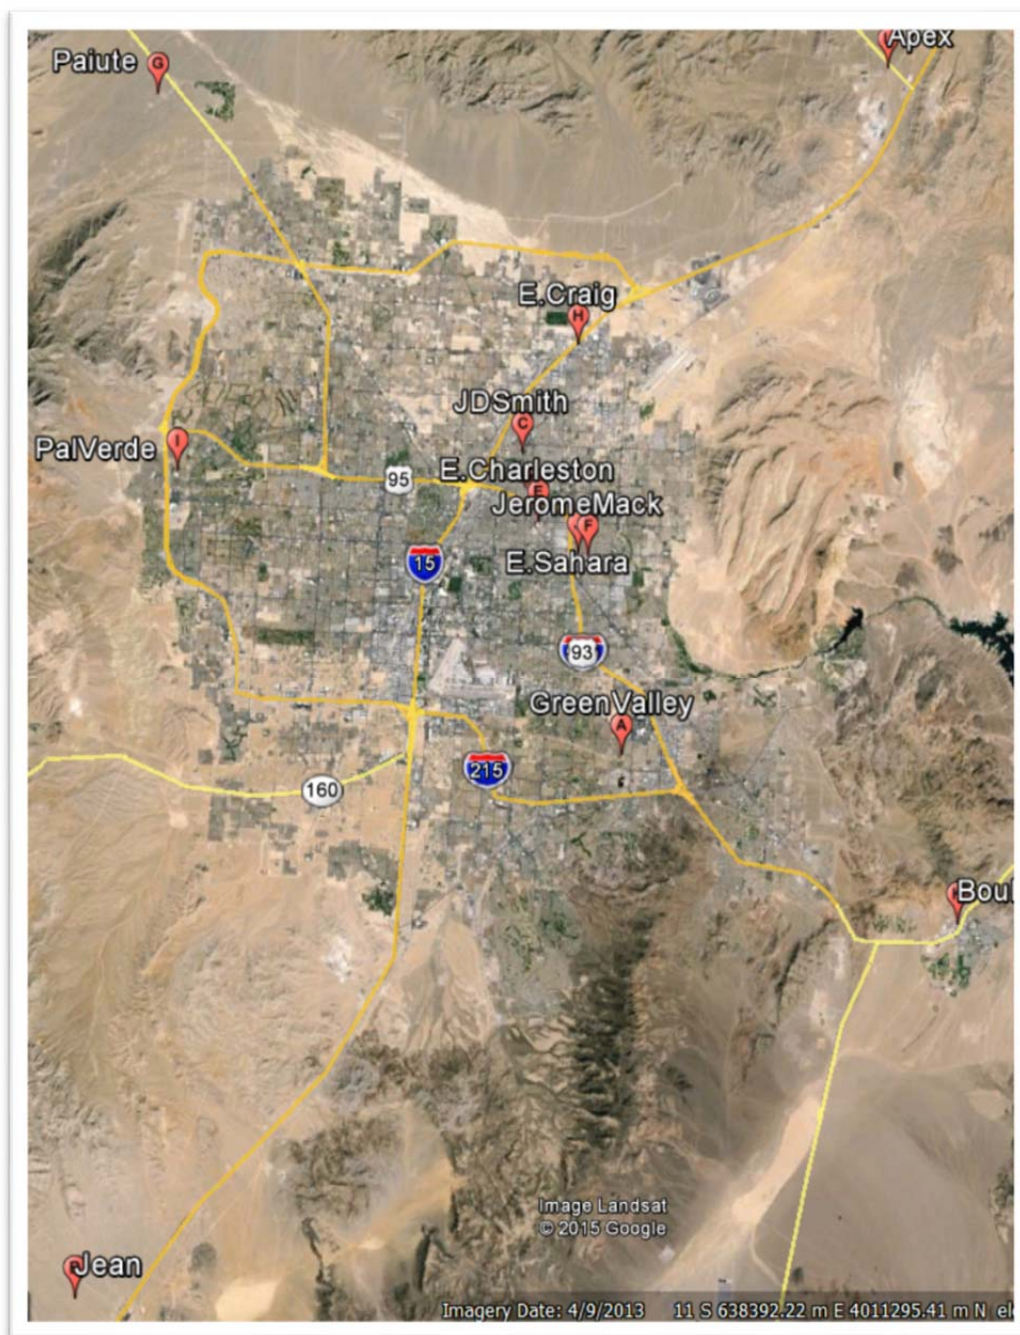 Apex
Paiute
G
E.Craig
H
JDSmith
C
PalVerde
I
E.Charleston
95
E
JeromeMack
F
15
E.Sahara
93
GreenValley
A
215
160
Boul
Image Landsat
© 2015 Google
Jean
Imagery Date: 4/9/2013 11 S 638392.22 m E 4011295.41 m N el